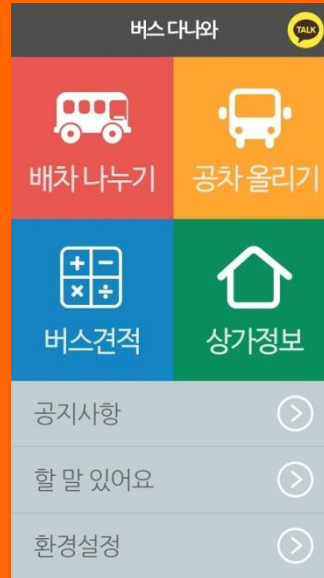 버스 다나와
TALK
배차 나누기
공차 올리기
버스견적
상가정보
공지사항
할 말 있어요
환경설정